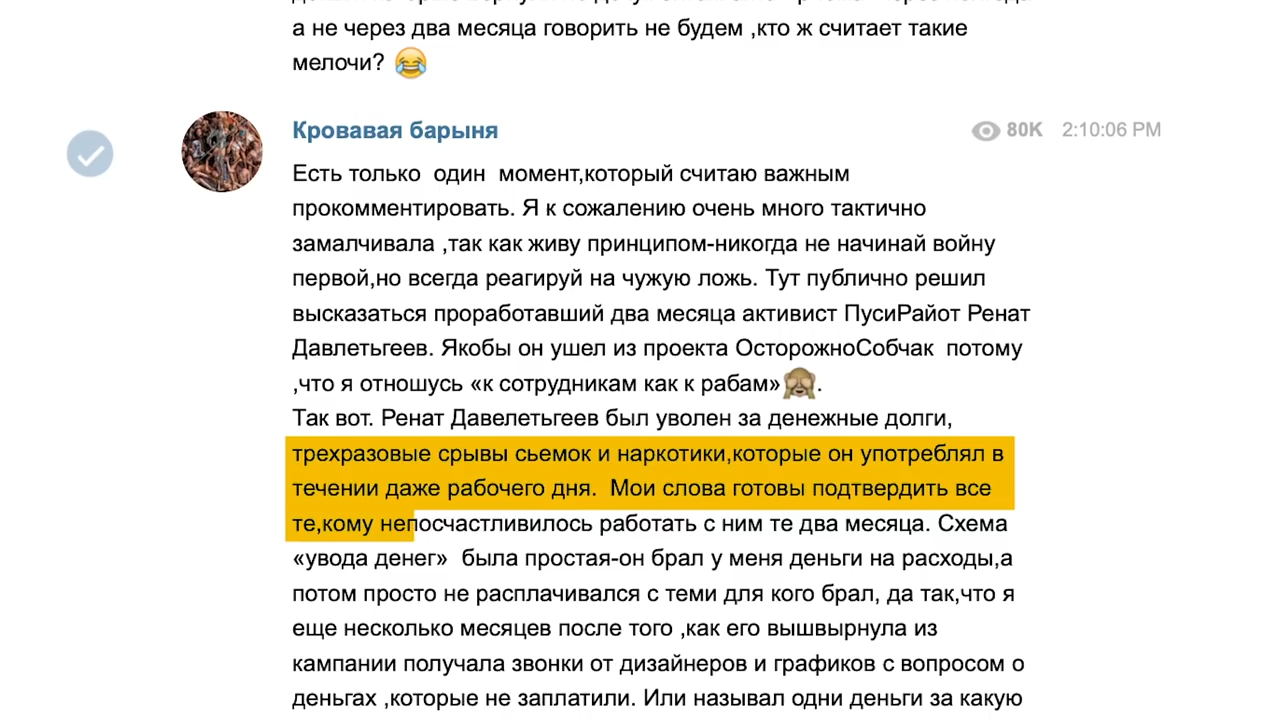 а не через два месяца говорить не будем ,кто ж считает такие
мелочи? 😂
Кровавая барыня
80K 2:10:06 PM
Есть только один момент,который считаю важным
прокомментировать. Я к сожалению очень много тактично
замалчивала ,так как живу принципом-никогда не начинай войну
первой,но всегда реагируй на чужую ложь. Тут публично решил
высказаться проработавший два месяца активист ПусиРайот Ренат
Давлетьгеев. Якобы он ушел из проекта ОсторожноСобчак потому
,что я отношусь «к сотрудникам как к рабам»🙈.
Так вот. Ренат Давелетьгеев был уволен за денежные долги,
трехразовые срывы сьемок и наркотики,которые он употреблял в
течении даже рабочего дня. Мои слова готовы подтвердить все
те,кому непосчастливилось работать с ним те два месяца. Схема
«увода денег» была простая-он брал у меня деньги на расходы,а
потом просто не расплачивался с теми для кого брал, да так,что я
еще несколько месяцев после того ,как его вышвырнула из
кампании получала звонки от дизайнеров и графиков с вопросом о
деньгах ,которые не заплатили. Или называл одни деньги за какую